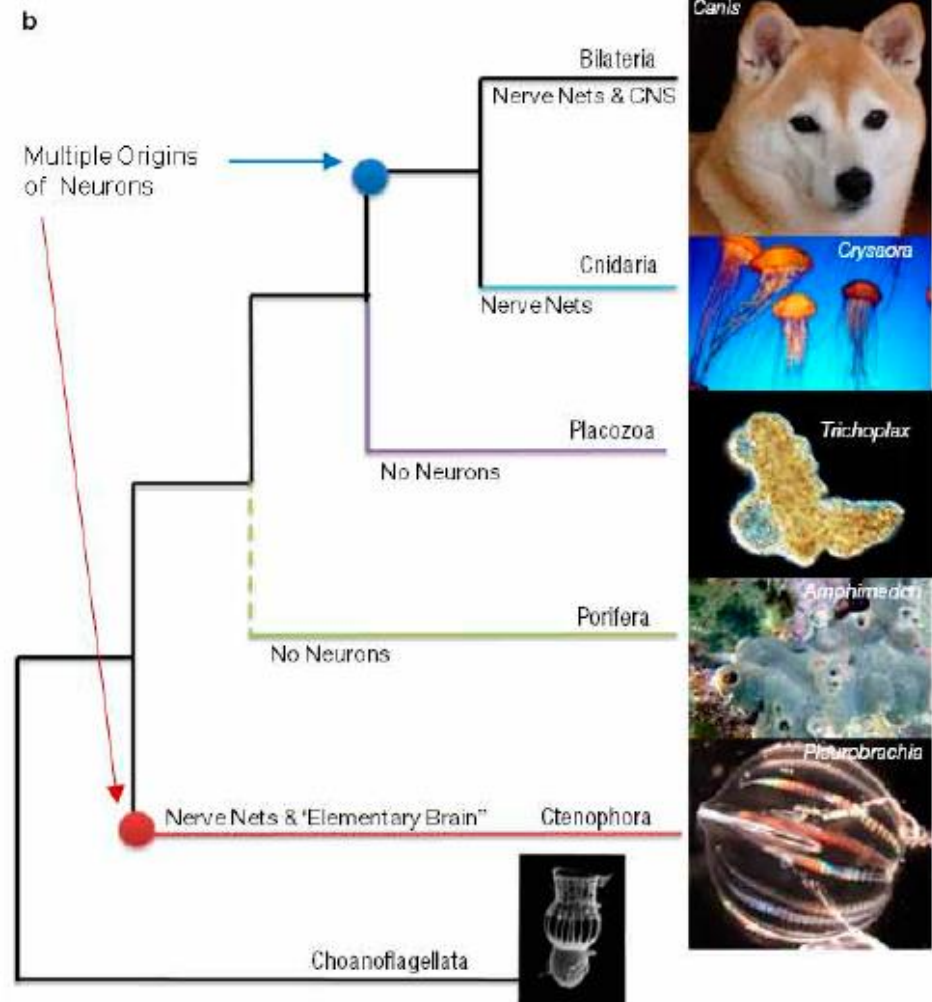 b
Canis
Bilateria
Nerve Nets & CNS
Multiple Origins
of Neurons
Crysaora
Cnidaria
Nerve Nets
Placozoa
Trichoplax
No Neurons
Amphimedon
Porifera
No Neurons
Pleurobrachia
Nerve Nets & "Elementary Brain"
Ctenophora
Choanoflagellata